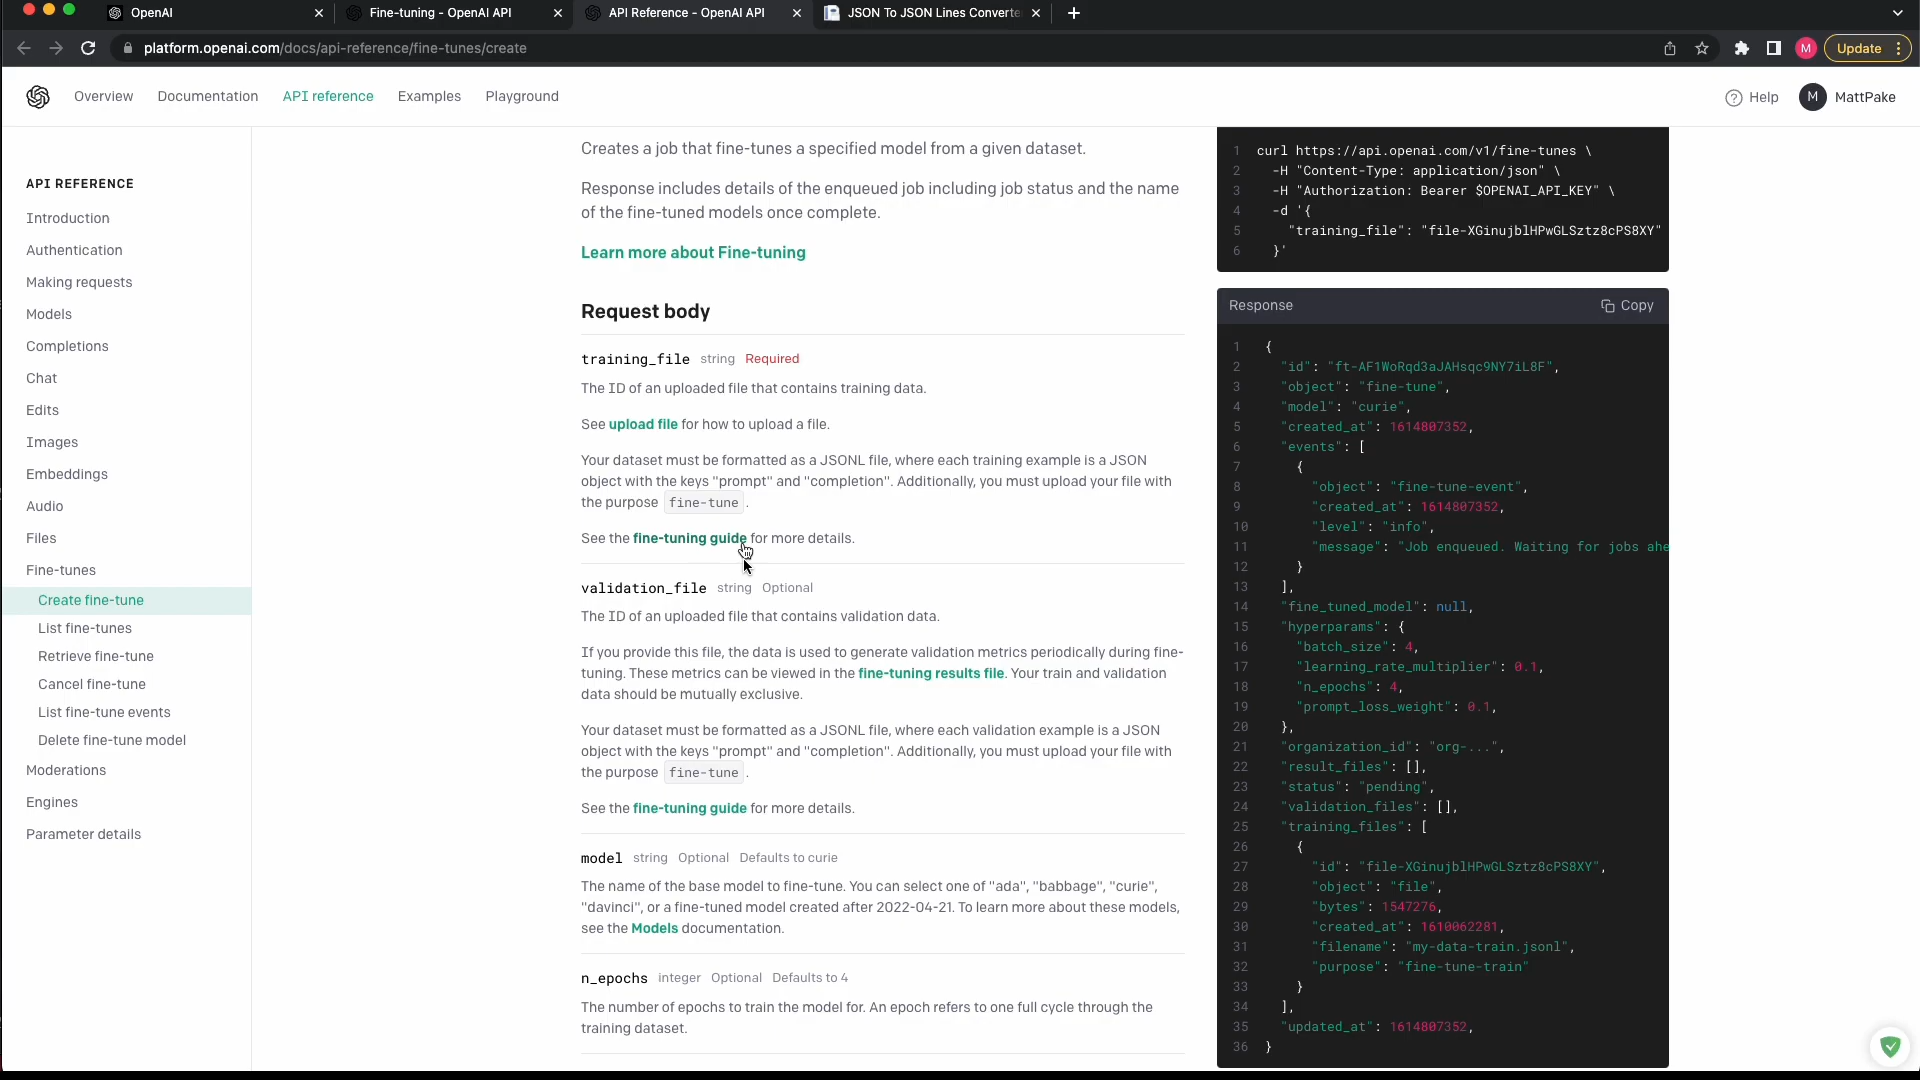 OpenAI
Fine-tuning - OpenAI API
API Reference - OpenAI API
JSON To JSON Lines Converte
platform.openai.com/docs/api-reference/fine-tunes/create
M
Update
Overview
Documentation
API reference
Examples
Playground
Help
M
MattPake
API REFERENCE
Introduction
Authentication
Making requests
Models
Completions
Chat
Edits
Images
Embeddings
Audio
Files
Fine-tunes
Create fine-tune
List fine-tunes
Retrieve fine-tune
Cancel fine-tune
List fine-tune events
Delete fine-tune model
Moderations
Engines
Parameter details
Creates a job that fine-tunes a specified model from a given dataset.
Response includes details of the enqueued job including job status and the name
of the fine-tuned models once complete.
Learn more about Fine-tuning
Request body
training_file string Required
The ID of an uploaded file that contains training data.
See upload file for how to upload a file.
Your dataset must be formatted as a JSONL file, where each training example is a JSON
object with the keys "prompt" and "completion". Additionally, you must upload your file with
the purpose fine-tune.
See the fine-tuning guide for more details.
validation_file string Optional
The ID of an uploaded file that contains validation data.
If you provide this file, the data is used to generate validation metrics periodically during fine-
tuning. These metrics can be viewed in the fine-tuning results file. Your train and validation
data should be mutually exclusive.
Your dataset must be formatted as a JSONL file, where each validation example is a JSON
object with the keys "prompt" and "completion". Additionally, you must upload your file with
the purpose fine-tune.
See the fine-tuning guide for more details.
model string Optional Defaults to curie
The name of the base model to fine-tune. You can select one of "ada", "babbage", "curie",
"davinci", or a fine-tuned model created after 2022-04-21. To learn more about these models,
see the Models documentation.
n_epochs integer Optional Defaults to 4
The number of epochs to train the model for. An epoch refers to one full cycle through the
training dataset.
1 curl https://api.openai.com/v1/fine-tunes \
2 -H "Content-Type: application/json" \
3 -H "Authorization: Bearer $OPENAI_API_KEY" \
4 -d '{
5 "training_file": "file-XGinujblHPwGLSztz8cPS8XY"
6 }'
Response
Copy
1 {
2 "id": "ft-AF1WoRqd3aJAHsqc9NY7iL8F",
3 "object": "fine-tune",
4 "model": "curie",
5 "created_at": 1614807352,
6 "events": [
7 {
8 "object": "fine-tune-event",
9 "created_at": 1614807352,
10 "level": "info",
11 "message": "Job enqueued. Waiting for jobs ahe
12 }
13 ],
14 "fine_tuned_model": null,
15 "hyperparams": {
16 "batch_size": 4,
17 "learning_rate_multiplier": 0.1,
18 "n_epochs": 4,
19 "prompt_loss_weight": 0.1,
20 },
21 "organization_id": "org-...",
22 "result_files": [],
23 "status": "pending",
24 "validation_files": [],
25 "training_files": [
26 {
27 "id": "file-XGinujblHPwGLSztz8cPS8XY",
28 "object": "file",
29 "bytes": 1547276,
30 "created_at": 1610062281,
31 "filename": "my-data-train.jsonl",
32 "purpose": "fine-tune-train"
33 }
34 ],
35 "updated_at": 1614807352,
36 }